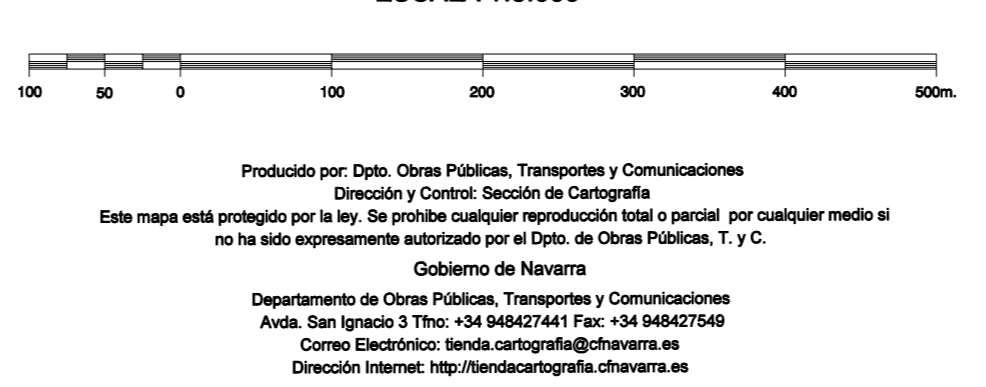 100 50 0 100 200 300 400 500m.
Producido por: Dpto. Obras Públicas, Transportes y Comunicaciones
Dirección y Control: Sección de Cartografía
Este mapa está protegido por la ley. Se prohibe cualquier reproducción total o parcial por cualquier medio si
no ha sido expresamente autorizado por el Dpto. de Obras Públicas, T. y C.
Gobierno de Navarra
Departamento de Obras Públicas, Transportes y Comunicaciones
Avda. San Ignacio 3 Tfno: +34 948427441 Fax: +34 948427549
Correo Electrónico: tienda.cartografia@cfnavarra.es
Dirección Internet: http://tiendacartografia.cfnavarra.es